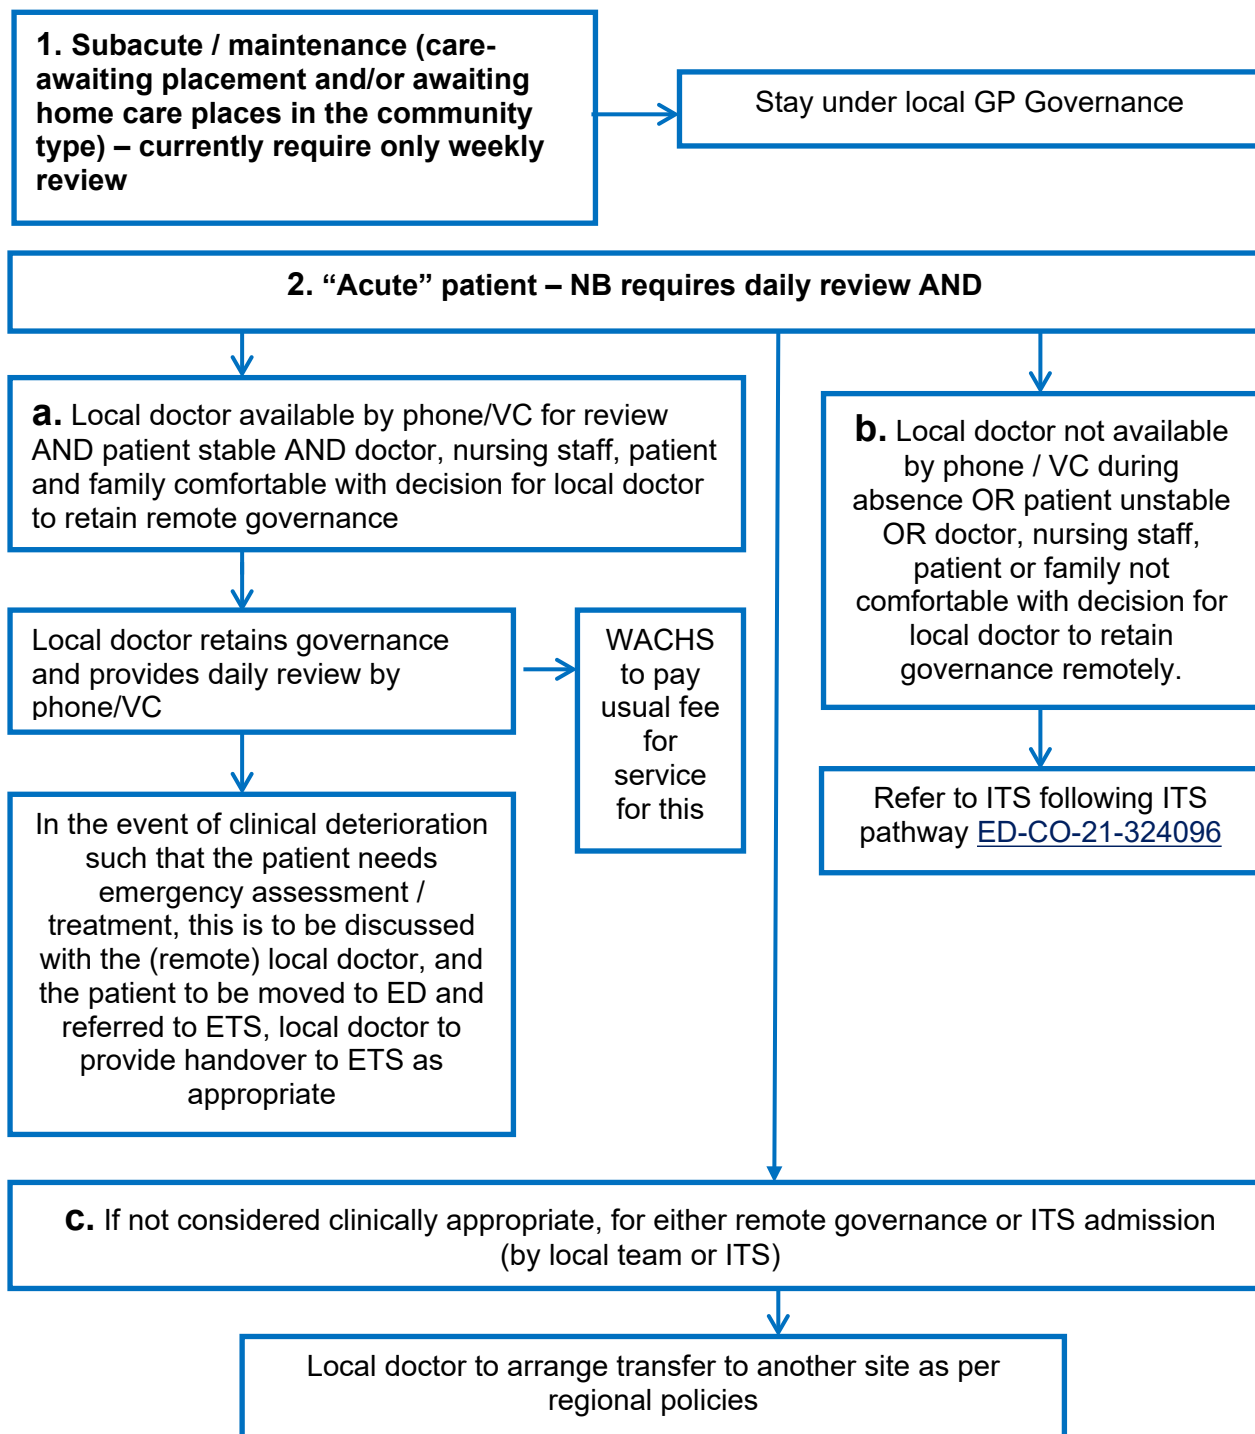 1. Subacute / maintenance (care-
awaiting placement and/or awaiting
home care places in the community
type) – currently require only weekly
review
Stay under local GP Governance
2. “Acute” patient – NB requires daily review AND
a. Local doctor available by phone/VC for review
AND patient stable AND doctor, nursing staff, patient
and family comfortable with decision for local doctor
to retain remote governance
b. Local doctor not available
by phone / VC during
absence OR patient unstable
OR doctor, nursing staff,
patient or family not
comfortable with decision for
local doctor to retain
governance remotely.
Local doctor retains governance
and provides daily review by
phone/VC
WACHS
to pay
usual fee
for
service
for this
Refer to ITS following ITS
pathway ED-CO-21-324096
In the event of clinical deterioration
such that the patient needs
emergency assessment /
treatment, this is to be discussed
with the (remote) local doctor, and
the patient to be moved to ED and
referred to ETS, local doctor to
provide handover to ETS as
appropriate
c. If not considered clinically appropriate, for either remote governance or ITS admission
(by local team or ITS)
Local doctor to arrange transfer to another site as per
regional policies